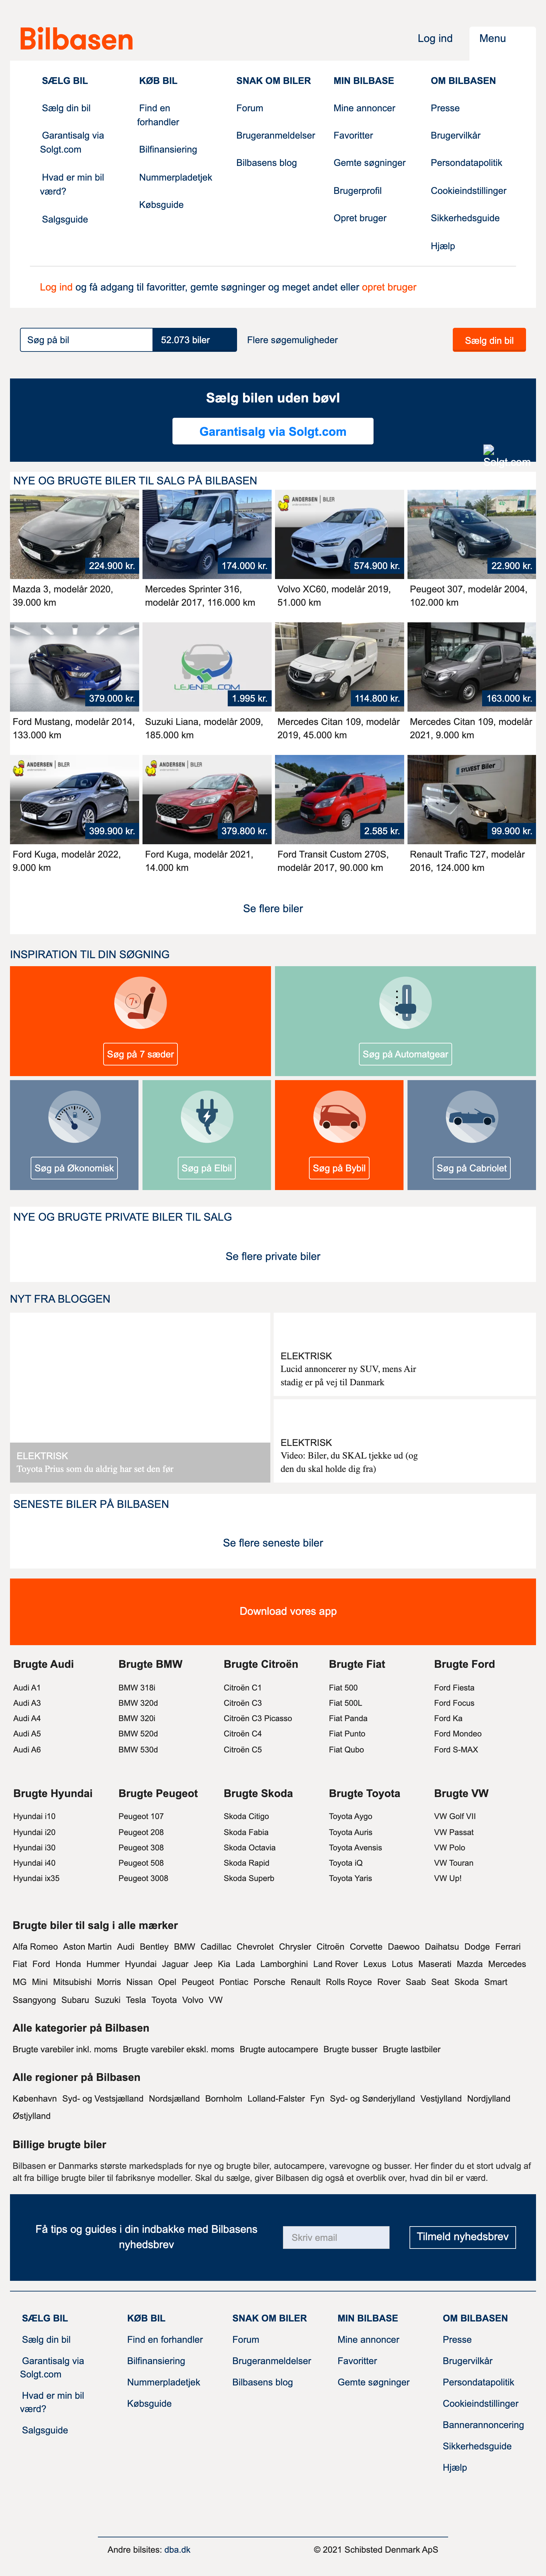 Bilbasen
Log ind
Menu
SÆLG BIL
Sælg din bil
Garantisalg via
Solgt.com
Hvad er min bil
værd?
Salgsguide
KØB BIL
Find en
forhandler
Bilfinansiering
Nummerpladetjek
Købsguide
SNAK OM BILER
Forum
Brugeranmeldelser
Bilbasens blog
MIN BILBASE
Mine annoncer
Favoritter
Gemte søgninger
Brugerprofil
Opret bruger
OM BILBASEN
Presse
Brugervilkår
Persondatapolitik
Cookieindstillinger
Sikkerhedsguide
Hjælp
Log ind og få adgang til favoritter, gemte søgninger og meget andet eller opret bruger
Søg på bil
52.073 biler
Flere søgemuligheder
Sælg din bil
Sælg bilen uden bøvl
Garantisalg via Solgt.com
Solgt.com
NYE OG BRUGTE BILER TIL SALG PÅ BILBASEN
224.900 kr.
Mazda 3, modelår 2020,
39.000 km
174.000 kr.
Mercedes Sprinter 316,
modelår 2017, 116.000 km
ANDERSEN BILER
574.900 kr.
Volvo XC60, modelår 2019,
51.000 km
22.900 kr.
Peugeot 307, modelår 2004,
102.000 km
379.000 kr.
Ford Mustang, modelår 2014,
133.000 km
LEJENBIL.COM
1.995 kr.
Suzuki Liana, modelår 2009,
185.000 km
114.800 kr.
Mercedes Citan 109, modelår
2019, 45.000 km
163.000 kr.
Mercedes Citan 109, modelår
2021, 9.000 km
ANDERSEN BILER
399.900 kr.
Ford Kuga, modelår 2022,
9.000 km
ANDERSEN BILER
379.800 kr.
Ford Kuga, modelår 2021,
14.000 km
2.585 kr.
Ford Transit Custom 270S,
modelår 2017, 90.000 km
SYLVEST Biler
99.900 kr.
Renault Trafic T27, modelår
2016, 124.000 km
Se flere biler
INSPIRATION TIL DIN SØGNING
7+
Søg på 7 sæder
Søg på Automatgear
Søg på Økonomisk
Søg på Elbil
Søg på Bybil
Søg på Cabriolet
NYE OG BRUGTE PRIVATE BILER TIL SALG
Se flere private biler
NYT FRA BLOGGEN
ELEKTRISK
Toyota Prius som du aldrig har set den før
ELEKTRISK
Lucid annoncerer ny SUV, mens Air
stadig er på vej til Danmark
ELEKTRISK
Video: Biler, du SKAL tjekke ud (og
den du skal holde dig fra)
SENESTE BILER PÅ BILBASEN
Se flere seneste biler
Download vores app
Brugte Audi
Audi A1
Audi A3
Audi A4
Audi A5
Audi A6
Brugte BMW
BMW 318i
BMW 320d
BMW 320i
BMW 520d
BMW 530d
Brugte Citroën
Citroën C1
Citroën C3
Citroën C3 Picasso
Citroën C4
Citroën C5
Brugte Fiat
Fiat 500
Fiat 500L
Fiat Panda
Fiat Punto
Fiat Qubo
Brugte Ford
Ford Fiesta
Ford Focus
Ford Ka
Ford Mondeo
Ford S-MAX
Brugte Hyundai
Hyundai i10
Hyundai i20
Hyundai i30
Hyundai i40
Hyundai ix35
Brugte Peugeot
Peugeot 107
Peugeot 208
Peugeot 308
Peugeot 508
Peugeot 3008
Brugte Skoda
Skoda Citigo
Skoda Fabia
Skoda Octavia
Skoda Rapid
Skoda Superb
Brugte Toyota
Toyota Aygo
Toyota Auris
Toyota Avensis
Toyota iQ
Toyota Yaris
Brugte VW
VW Golf VII
VW Passat
VW Polo
VW Touran
VW Up!
Brugte biler til salg i alle mærker
Alfa Romeo Aston Martin Audi Bentley BMW Cadillac Chevrolet Chrysler Citroën Corvette Daewoo Daihatsu Dodge Ferrari
Fiat Ford Honda Hummer Hyundai Jaguar Jeep Kia Lada Lamborghini Land Rover Lexus Lotus Maserati Mazda Mercedes
MG Mini Mitsubishi Morris Nissan Opel Peugeot Pontiac Porsche Renault Rolls Royce Rover Saab Seat Skoda Smart
Ssangyong Subaru Suzuki Tesla Toyota Volvo VW
Alle kategorier på Bilbasen
Brugte varebiler inkl. moms Brugte varebiler ekskl. moms Brugte autocampere Brugte busser Brugte lastbiler
Alle regioner på Bilbasen
København Syd- og Vestsjælland Nordsjælland Bornholm Lolland-Falster Fyn Syd- og Sønderjylland Vestjylland Nordjylland
Østjylland
Billige brugte biler
Bilbasen er Danmarks største markedsplads for nye og brugte biler, autocampere, varevogne og busser. Her finder du et stort udvalg af
alt fra billige brugte biler til fabriksnye modeller. Skal du sælge, giver Bilbasen dig også et overblik over, hvad din bil er værd.
Få tips og guides i din indbakke med Bilbasens
nyhedsbrev
Skriv email
Tilmeld nyhedsbrev
SÆLG BIL
Sælg din bil
Garantisalg via
Solgt.com
Hvad er min bil
værd?
Salgsguide
KØB BIL
Find en forhandler
Bilfinansiering
Nummerpladetjek
Købsguide
SNAK OM BILER
Forum
Brugeranmeldelser
Bilbasens blog
MIN BILBASE
Mine annoncer
Favoritter
Gemte søgninger
OM BILBASEN
Presse
Brugervilkår
Persondatapolitik
Cookieindstillinger
Bannerannoncering
Sikkerhedsguide
Hjælp
Andre bilsites: dba.dk
© 2021 Schibsted Denmark ApS